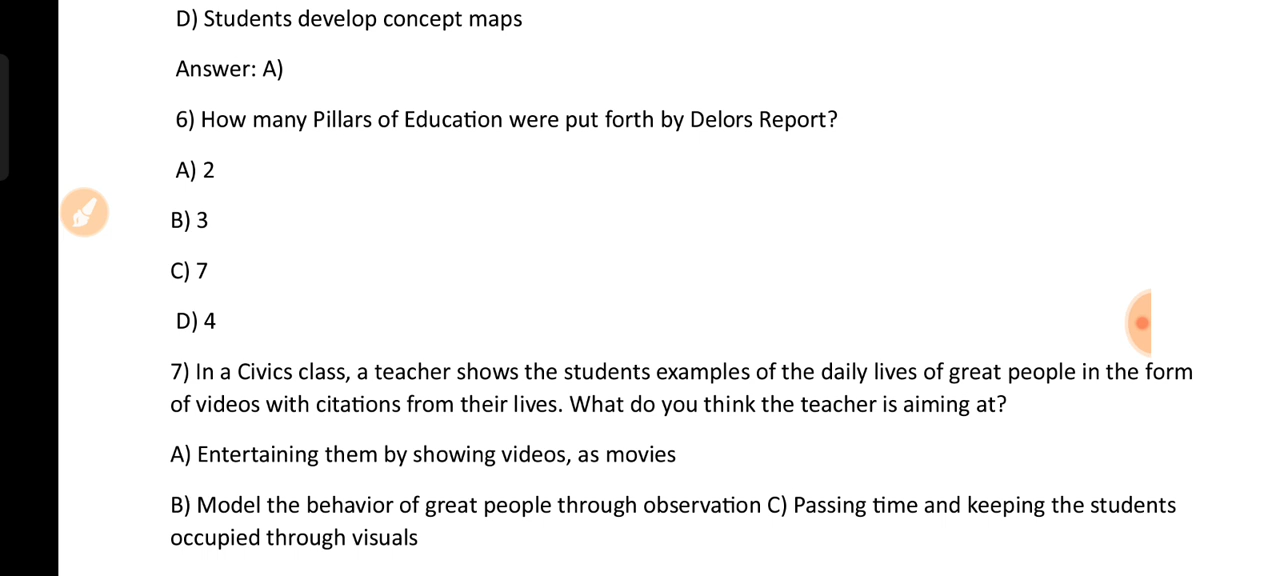 D) Students develop concept maps
Answer: A)
6) How many Pillars of Education were put forth by Delors Report?
A) 2
B) 3
C) 7
D) 4
7) In a Civics class, a teacher shows the students examples of the daily lives of great people in the form
of videos with citations from their lives. What do you think the teacher is aiming at?
A) Entertaining them by showing videos, as movies
B) Model the behavior of great people through observation C) Passing time and keeping the students
occupied through visuals